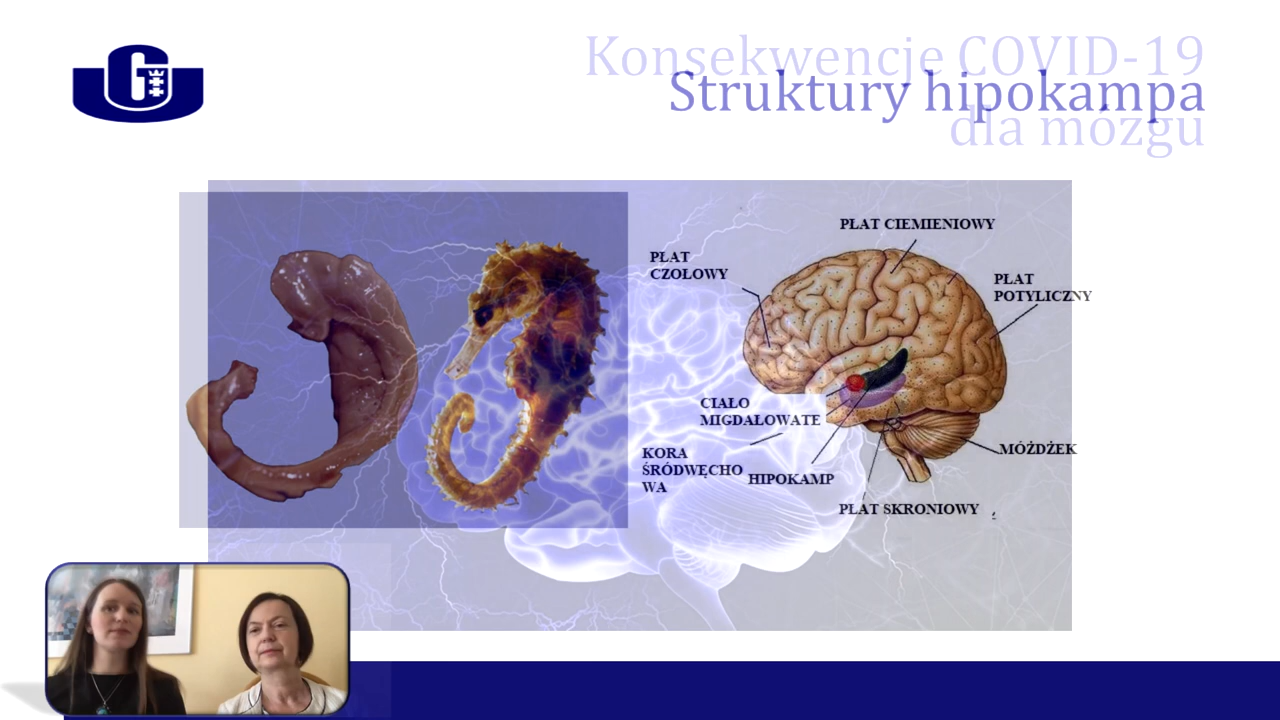 Konsekwencje COVID-19
Struktury hipokampa
dla mózgu
PŁAT CIEMIENIOWY
PŁAT
CZOŁOWY
PŁAT
POTYLICZNY
CIAŁO
MIGDAŁOWATE
KORA
ŚRÓDWĘCHO
WA
HIPOKAMP
MÓŻDŻEK
PŁAT SKRONIOWY